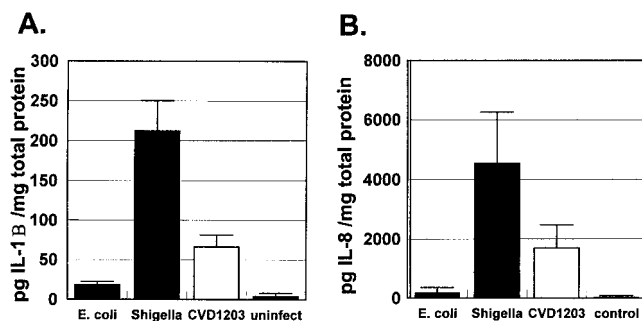 A.
B.
pg IL-1 B /mg total protein
300
250
200
150
100
50
0
E. coli Shigella CVD1203 uninfect
pg IL-8 /mg total protein
8000
6000
4000
2000
0
E. coli Shigella CVD1203 control